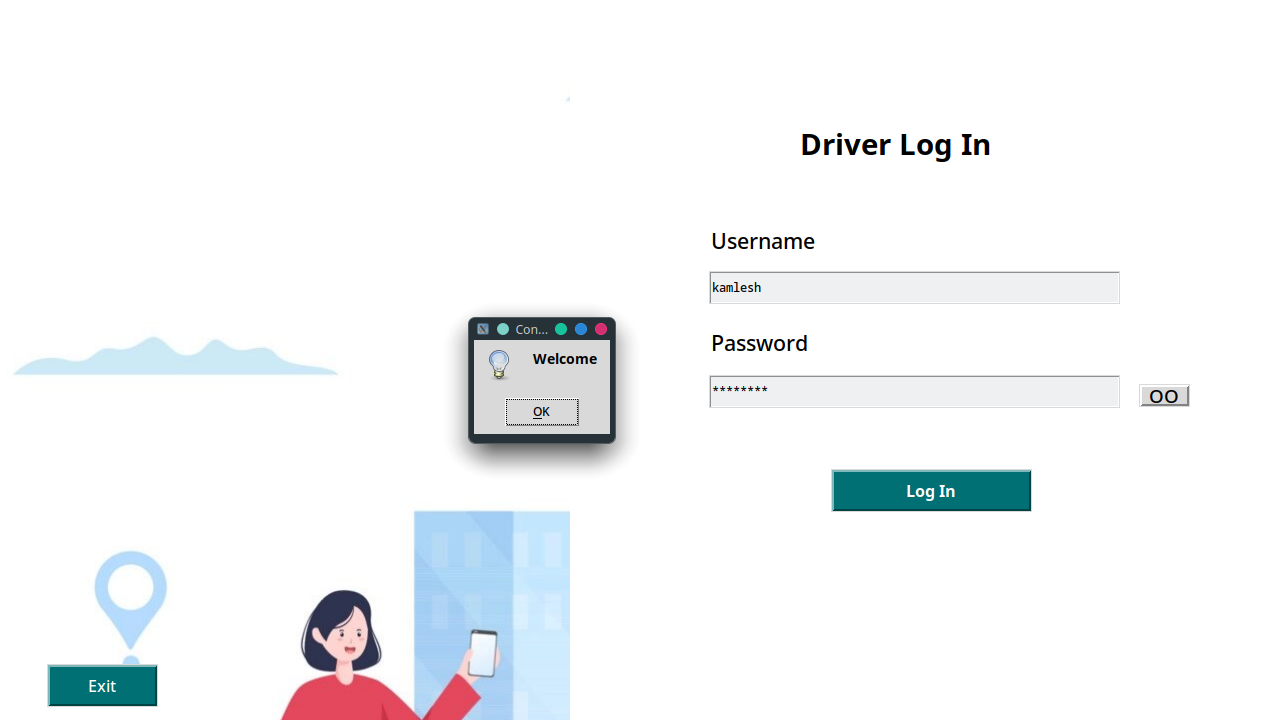 Driver Log In
Username
kamlesh
Con...
Welcome
OK
Password
********
OO
Log In
Exit